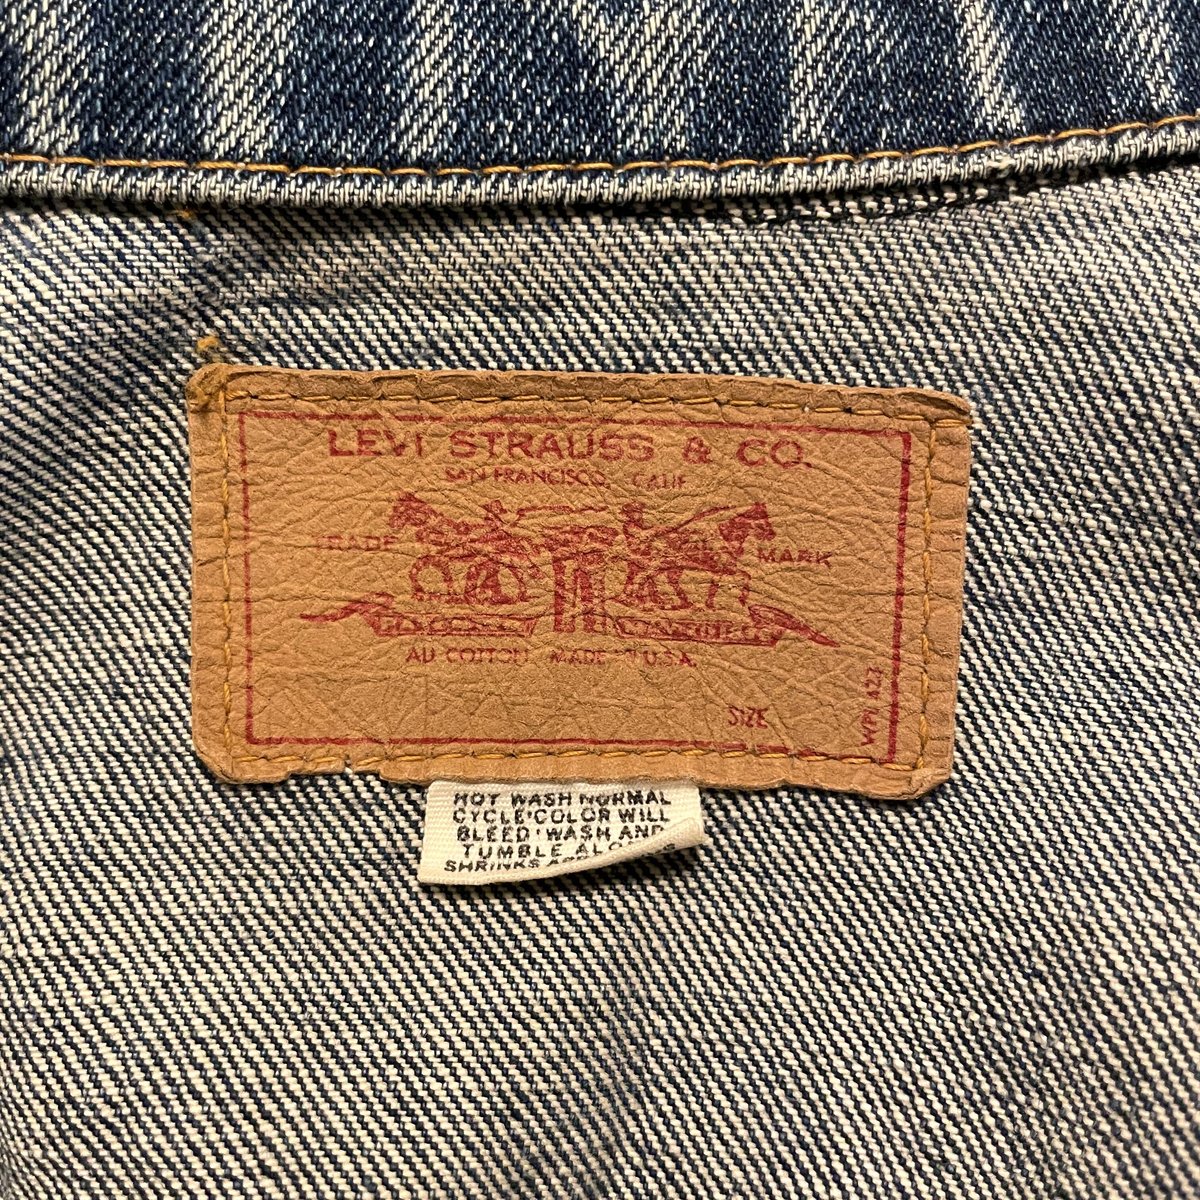 LEVI STRAUSS & CO.
SAN FRANCISCO, CALIF
TRADE MARK
ALL COTTON MADE IN U.S.A.
SIZE
WPL 423
HOT WASH NORMAL
CYCLE COLOR WILL
BLEED WASH AND
TUMBLE
SHRINKS